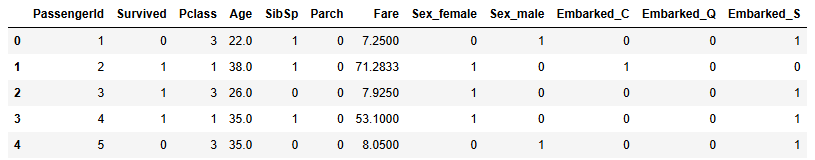 PassengerId Survived Pclass Age SibSp Parch Fare Sex_female Sex_male Embarked_C Embarked_Q Embarked_S
0 1 0 3 22.0 1 0 7.2500 0 1 0 0 1
1 2 1 1 38.0 1 0 71.2833 1 0 1 0 0
2 3 1 3 26.0 0 0 7.9250 1 0 0 0 1
3 4 1 1 35.0 1 0 53.1000 1 0 0 0 1
4 5 0 3 35.0 0 0 8.0500 0 1 0 0 1